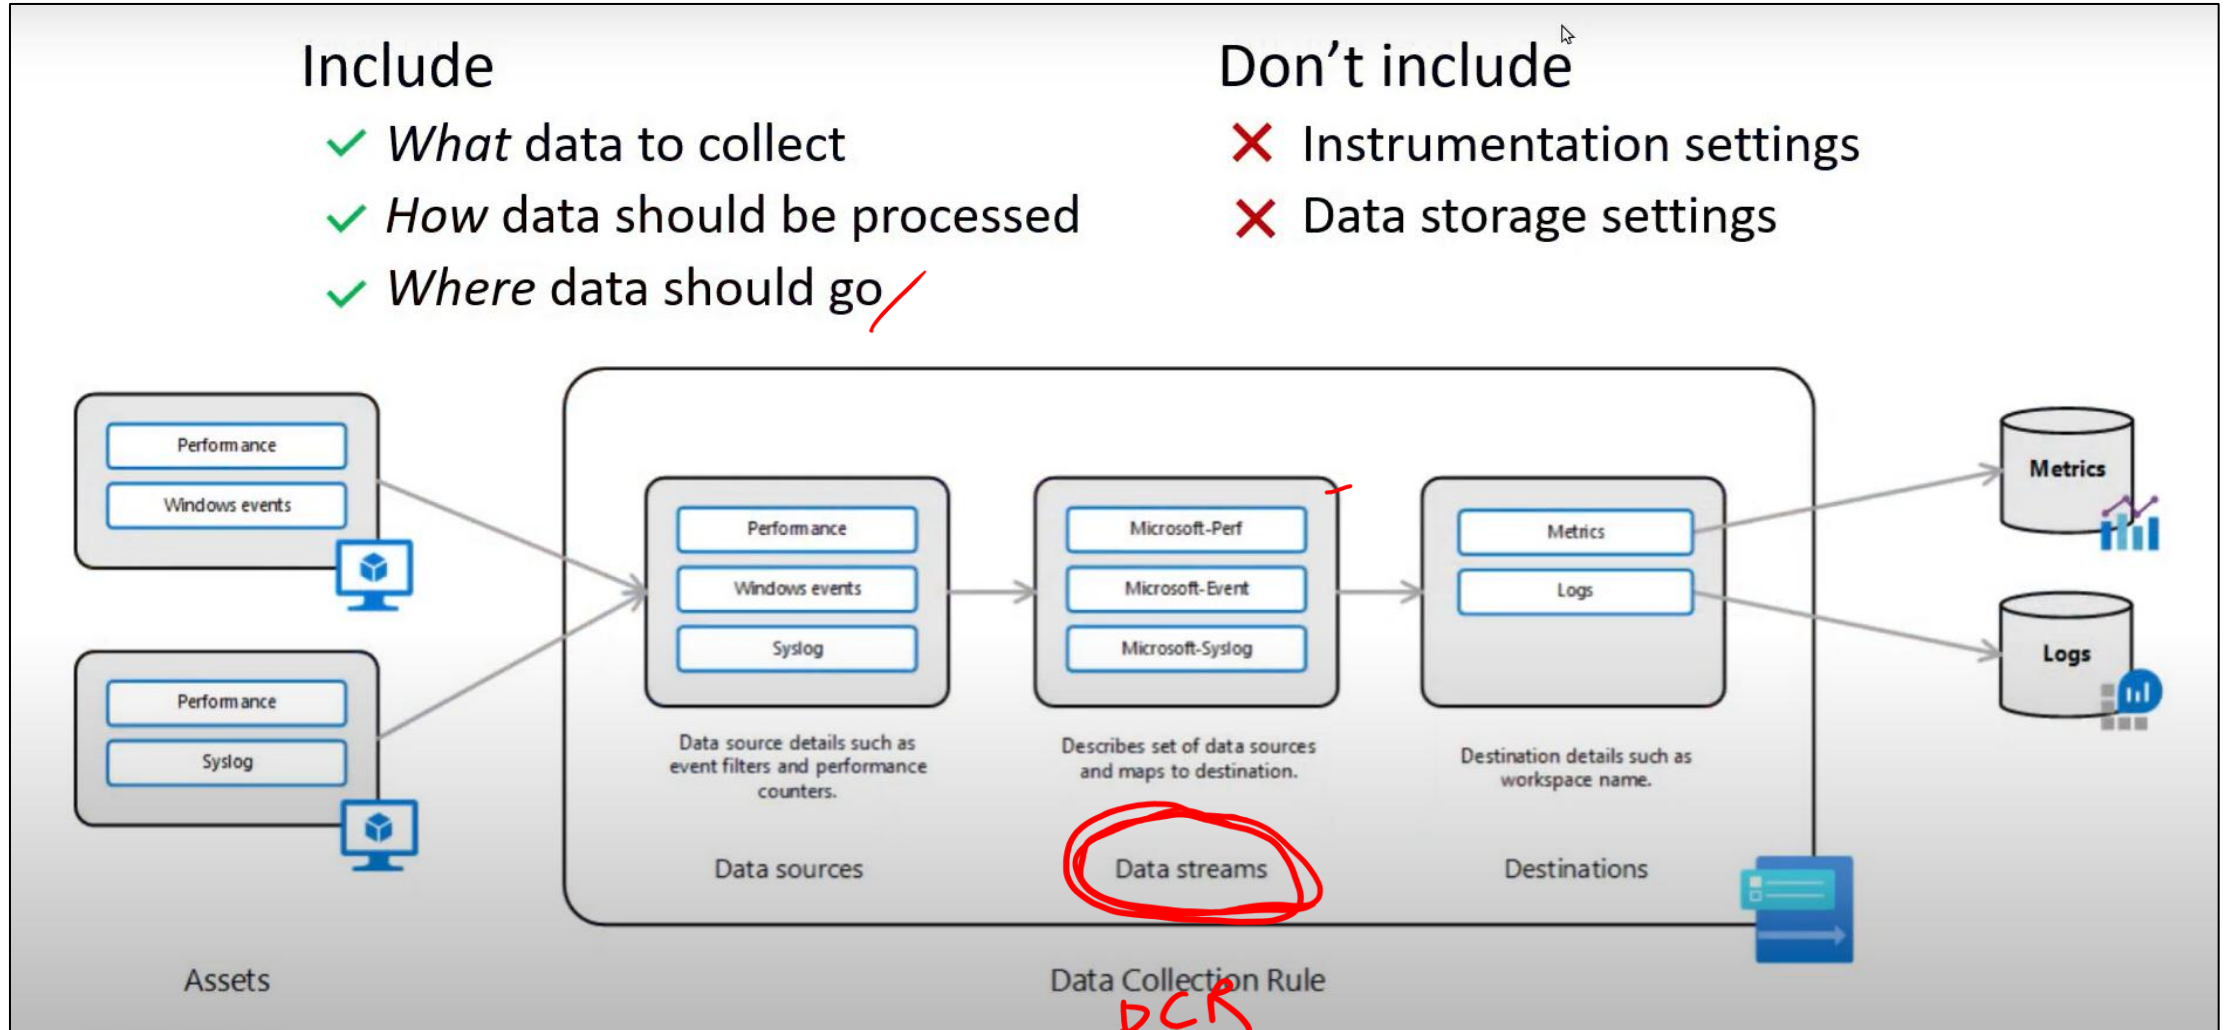 Include
What data to collect
How data should be processed
Where data should go
Don't include
Instrumentation settings
Data storage settings
Performance
Windows events
Performance
Syslog
Assets
Performance
Windows events
Syslog
Data source details such as
event filters and performance
counters.
Data sources
Microsoft-Perf
Microsoft-Event
Microsoft-Syslog
Describes set of data sources
and maps to destination.
Data streams
Metrics
Logs
Destination details such as
workspace name.
Destinations
Data Collection Rule
DCR
Metrics
Logs